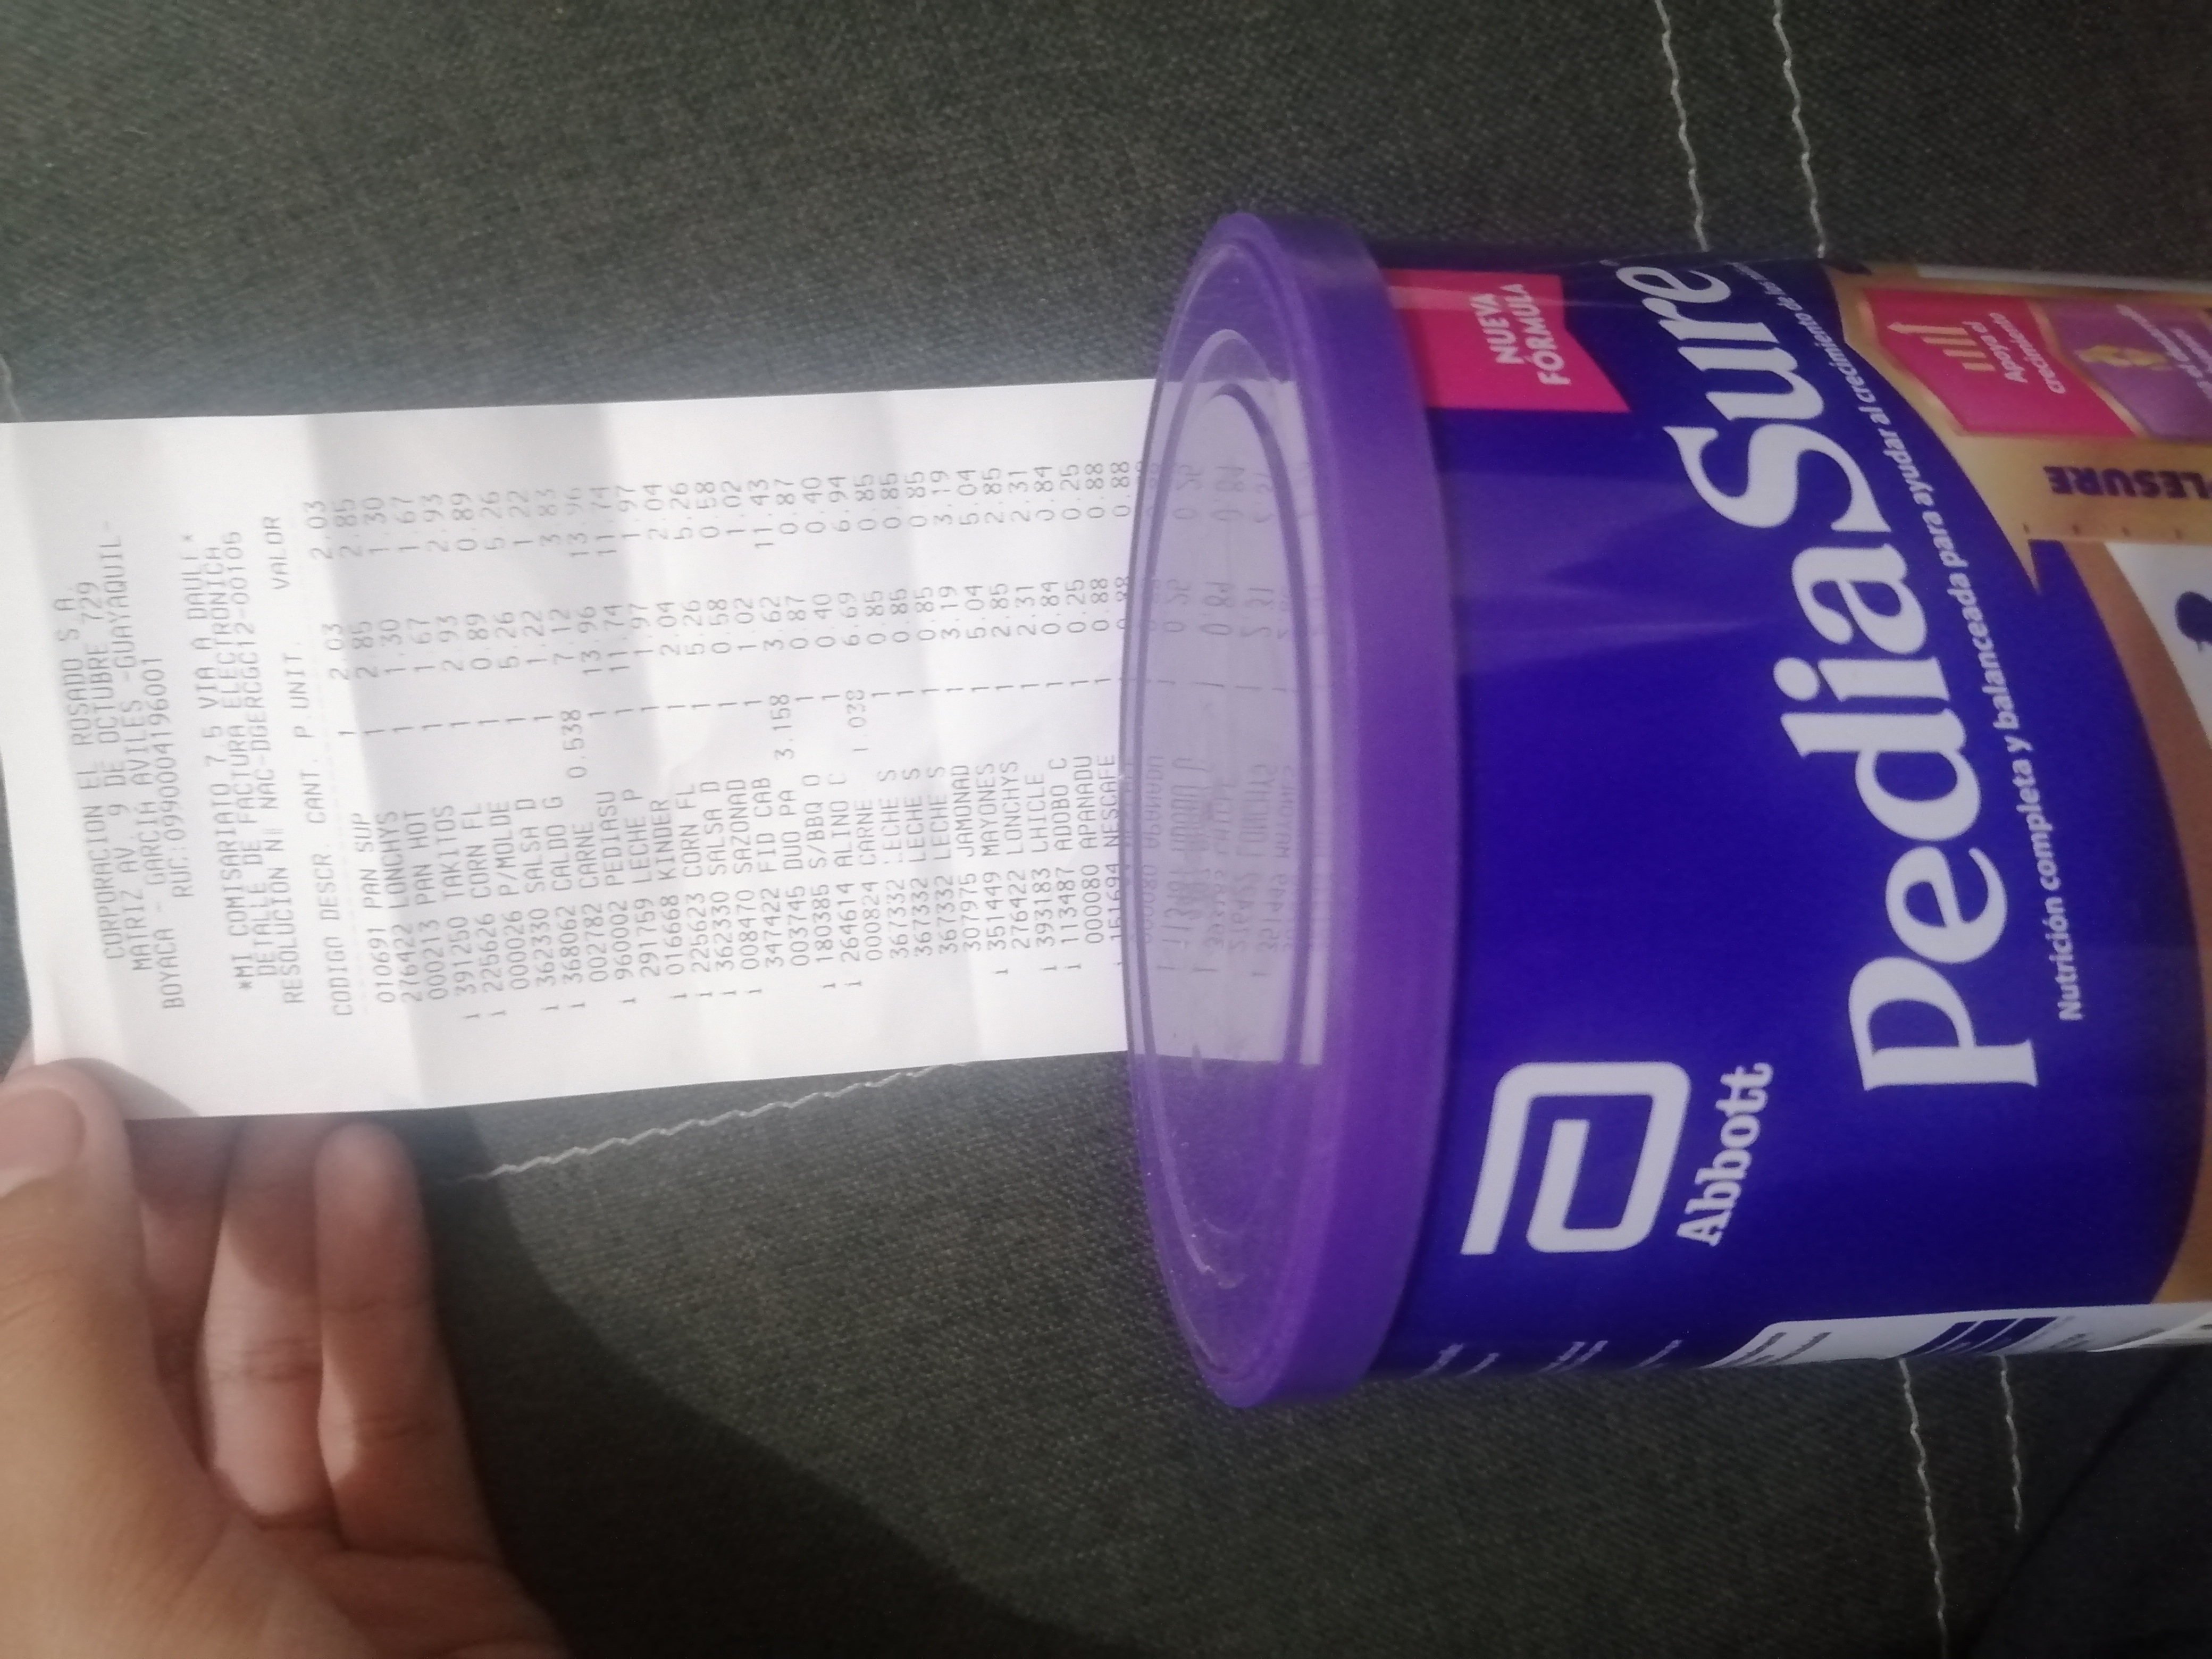 CORPORACION EL ROSADO S.A.
MATRIZ AV. 9 DE OCTUBRE 729
BOYACA - GARCIA AVILES -GUAYAQUIL-
RUC:0990004196001
*MI COMISARIATO 7.5 VIA A DAULE*
DETALLE DE FACTURA ELECTRONICA
RESOLUCION N NAC-DGERCGC12-00105
CODIGO DESCR. CANT. P.UNIT. VALOR
010691 PAN SUP 1 2.03 2.03
276422 LONCHYS 1 2.85 2.85
000213 PAN HOT 1 1.30 1.30
i 391250 TAKITOS 1 1.67 1.67
i 225626 CORN FL 1 2.93 2.93
000026 P/MOLDE 1 0.89 0.89
i 362330 SALSA D 1 5.26 5.26
i 368062 CALDO G 1 1.22 1.22
002782 CARNE 0.538 7.12 3.83
i 960002 PEDIASU 1 13.96 13.96
291759 LECHE P 1 11.74 11.74
i 016668 KINDER 1 1.97 1.97
i 225623 CORN FL 1 2.04 2.04
i 362330 SALSA D 1 5.26 5.26
i 008470 SAZONAD 1 0.58 0.58
347422 FID CAB 1 1.02 1.02
003745 DUO PA 3.158 3.62 11.43
i 180385 S/BBQ O 1 0.87 0.87
i 264614 ALINO C 1 0.40 0.40
000824 CARNE 1.038 6.69 6.94
367332 LECHE S 1 0.85 0.85
367332 LECHE S 1 0.85 0.85
367332 LECHE S 1 0.85 0.85
307975 JAMONAD 1 3.19 3.19
i 351449 MAYONES 1 5.04 5.04
276422 LONCHYS 1 2.85 2.85
i 393183 CHICLE 1 2.31 2.31
i 113487 ADOBO C 1 0.84 0.84
000080 APANADU 1 0.25 0.25
i 151694 NESCAFE 1 0.88 0.88
NUEVA
FÓRMULA
Abbott
PediaSure
Nutrición completa y balanceada para ayudar al crecimiento de los
Apoya el
crecimiento